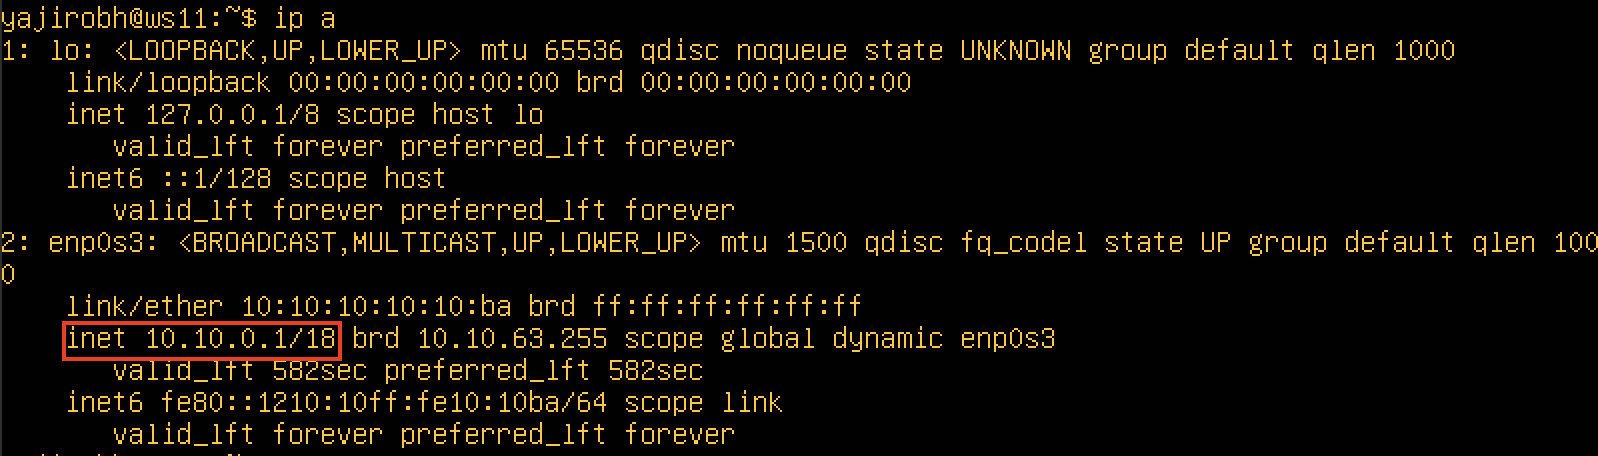 yajirobh@ws11:~$ ip a
1: lo: <LOOPBACK,UP,LOWER_UP> mtu 65536 qdisc noqueue state UNKNOWN group default qlen 1000
    link/loopback 00:00:00:00:00:00 brd 00:00:00:00:00:00
    inet 127.0.0.1/8 scope host lo
       valid_lft forever preferred_lft forever
    inet6 ::1/128 scope host
       valid_lft forever preferred_lft forever
2: enp0s3: <BROADCAST,MULTICAST,UP,LOWER_UP> mtu 1500 qdisc fq_codel state UP group default qlen 100
0
    link/ether 10:10:10:10:10:ba brd ff:ff:ff:ff:ff:ff
    inet 10.10.0.1/18 brd 10.10.63.255 scope global dynamic enp0s3
       valid_lft 582sec preferred_lft 582sec
    inet6 fe80::1210:10ff:fe10:10ba/64 scope link
       valid_lft forever preferred_lft forever